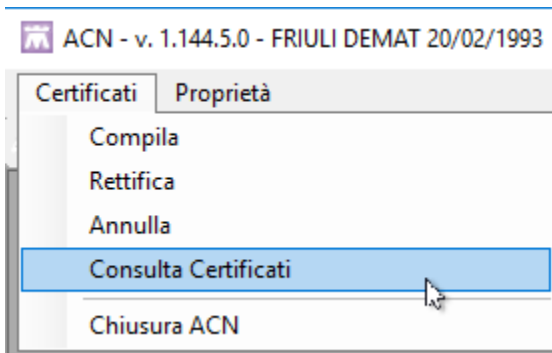 ACN - v. 1.144.5.0 - FRIULI DEMAT 20/02/1993
Certificati Proprietà
Compila
Rettifica
Annulla
Consulta Certificati
Chiusura ACN